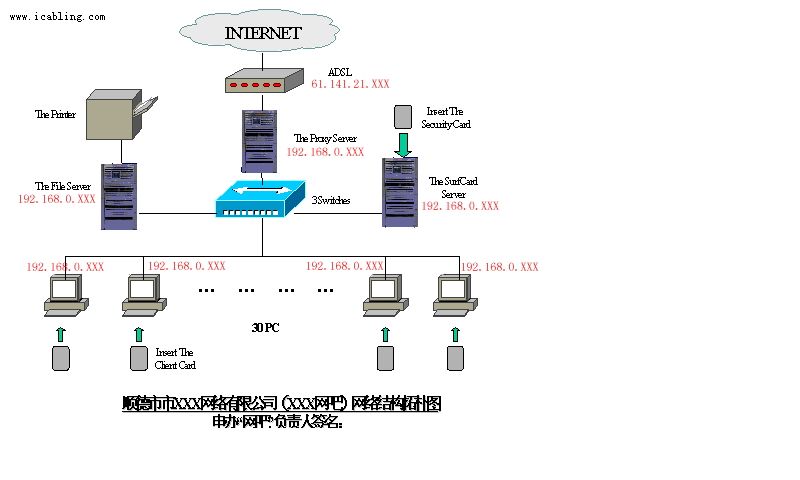 www.icabling.com
INTERNET
ADSL
61.141.21.XXX
The Printer
Insert The
Security Card
The Proxy Server
192.168.0.XXX
The File Server
192.168.0.XXX
The SurfCard
Server
192.168.0.XXX
3Switches
192.168.0.XXX
192.168.0.XXX
192.168.0.XXX
192.168.0.XXX
... ... ... ...
30 PC
Insert The
Client Card
顺德市市XXX网络有限公司（XXX网吧）网络结构拓朴图
申办“网吧”负责人签名：